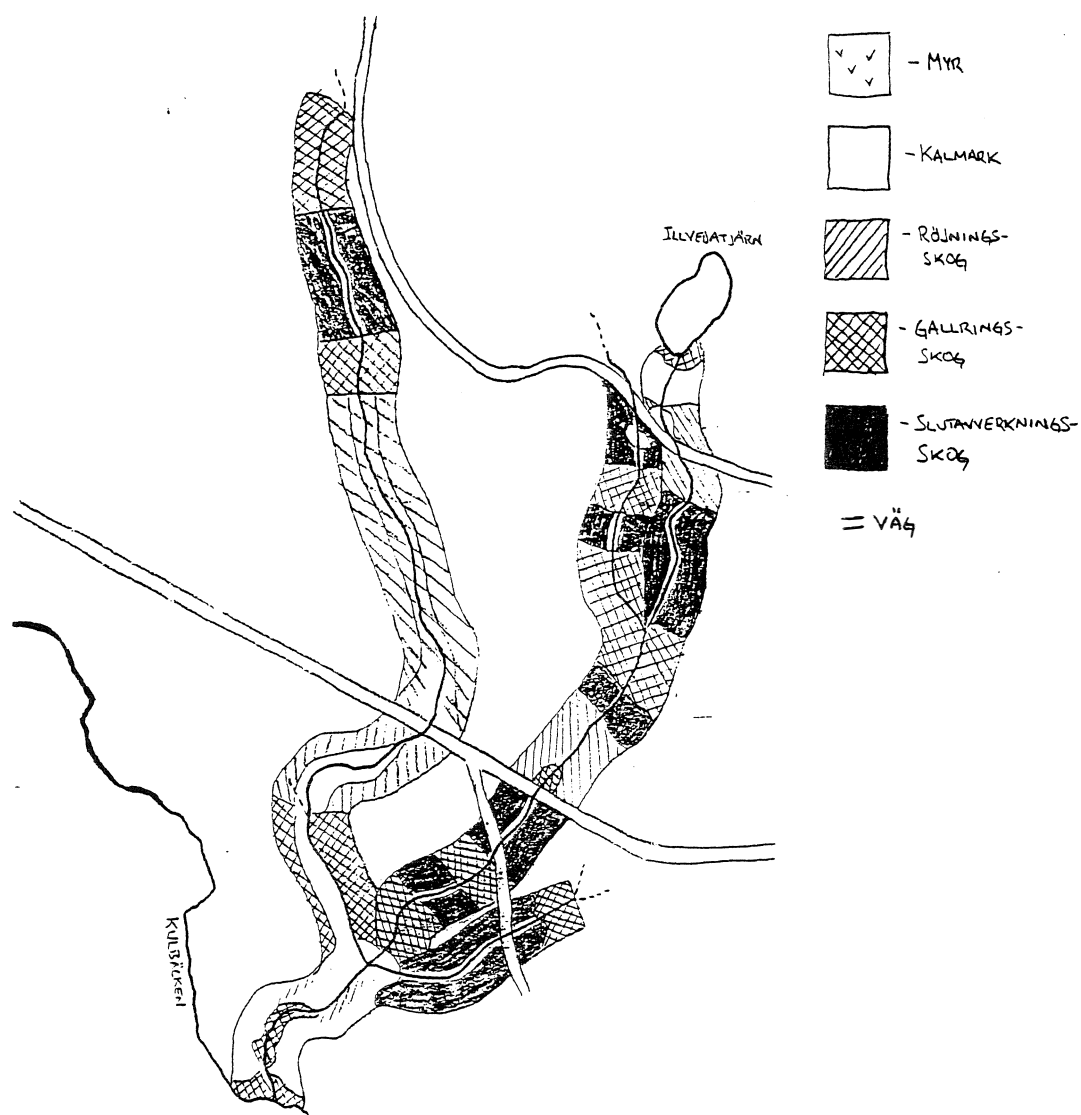 - MYR
- KALMARK
- RÖJNINGS-
SKOG
ILLVEDATJÄRN
- GALLRINGS-
SKOG
- SLUTAVVERKNINGS-
SKOG
= VÄG
KULBÄCKEN